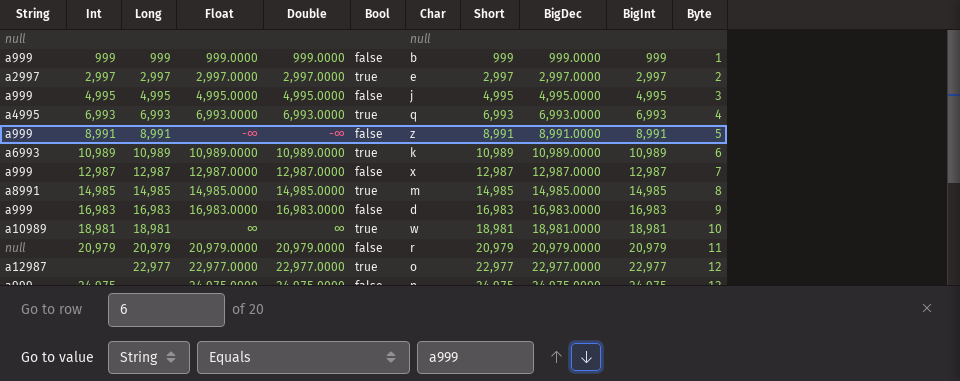 String Int Long Float Double Bool Char Short BigDec BigInt Byte
null null
a999 999 999 999.0000 999.0000 false b 999 999.0000 999 1
a2997 2,997 2,997 2,997.0000 2,997.0000 true e 2,997 2,997.0000 2,997 2
a999 4,995 4,995 4,995.0000 4,995.0000 false j 4,995 4,995.0000 4,995 3
a4995 6,993 6,993 6,993.0000 6,993.0000 true q 6,993 6,993.0000 6,993 4
a999 8,991 8,991 -∞ -∞ false z 8,991 8,991.0000 8,991 5
a6993 10,989 10,989 10,989.0000 10,989.0000 true k 10,989 10,989.0000 10,989 6
a999 12,987 12,987 12,987.0000 12,987.0000 false x 12,987 12,987.0000 12,987 7
a8991 14,985 14,985 14,985.0000 14,985.0000 true m 14,985 14,985.0000 14,985 8
a999 16,983 16,983 16,983.0000 16,983.0000 false d 16,983 16,983.0000 16,983 9
a10989 18,981 18,981 ∞ ∞ true w 18,981 18,981.0000 18,981 10
null 20,979 20,979 20,979.0000 20,979.0000 false r 20,979 20,979.0000 20,979 11
a12987 22,977 22,977.0000 22,977.0000 true o 22,977 22,977.0000 22,977 12
Go to row 6 of 20
Go to value String Equals a999